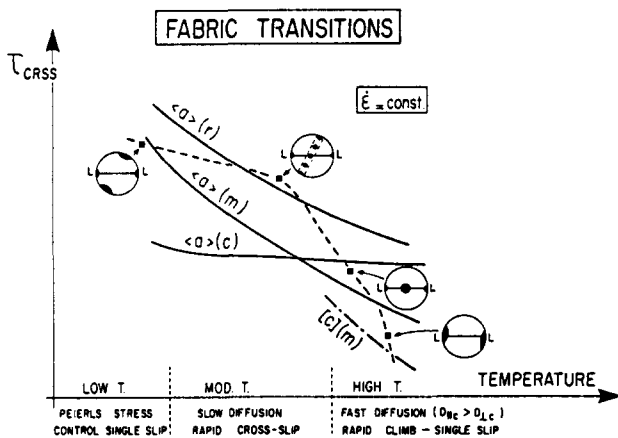 FABRIC TRANSITIONS
τCRSS
ε̇ = const.
<a>(r)
L L
L L
<a>(m)
<a>(c)
L L
[c](m)
L L
LOW T. MOD. T. HIGH T. TEMPERATURE
PEIERLS STRESS SLOW DIFFUSION FAST DIFFUSION (D∥c > D⊥c)
CONTROL SINGLE SLIP RAPID CROSS-SLIP RAPID CLIMB - SINGLE SLIP